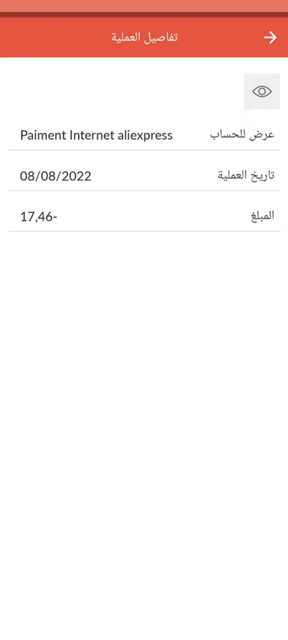 تفاصيل العملية
عرض للحساب Paiment Internet aliexpress
تاريخ العملية 08/08/2022
المبلغ 17,46-